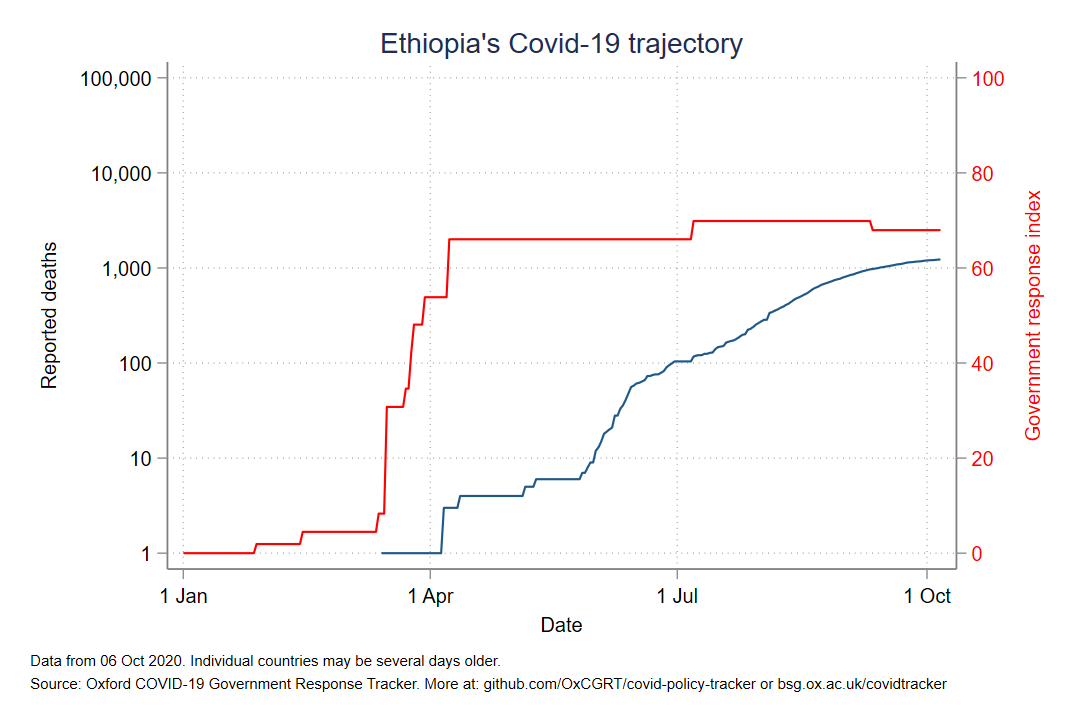 Ethiopia's Covid-19 trajectory
100,000
10,000
1,000
100
10
1
Reported deaths
100
80
60
40
20
0
Government response index
1 Jan
1 Apr
1 Jul
1 Oct
Date
Data from 06 Oct 2020. Individual countries may be several days older.
Source: Oxford COVID-19 Government Response Tracker. More at: github.com/OxCGRT/covid-policy-tracker or bsg.ox.ac.uk/covidtracker